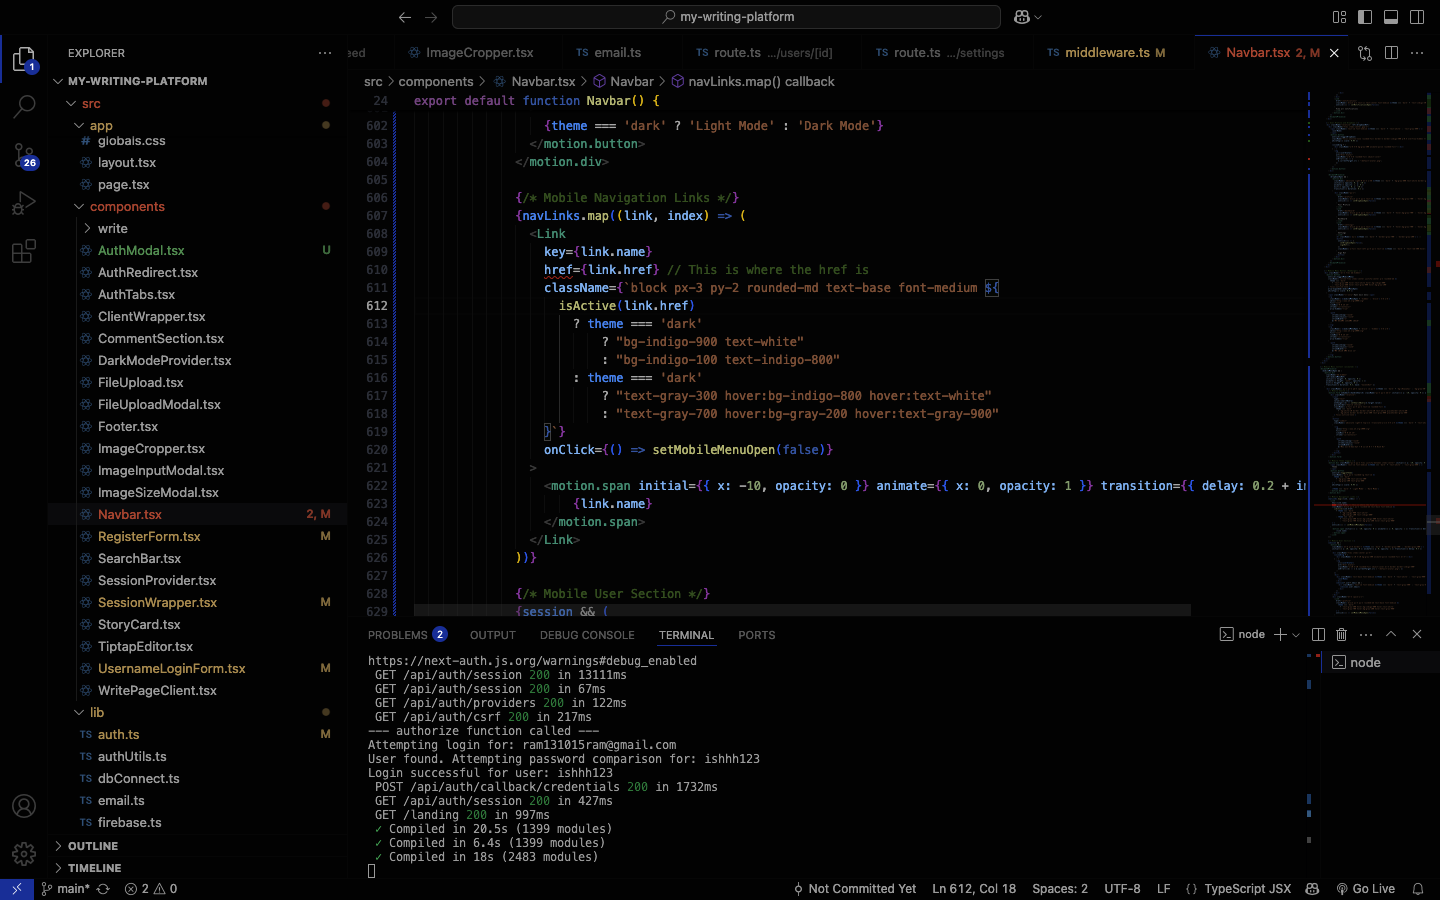 my-writing-platform
EXPLORER
MY-WRITING-PLATFORM
src
app
globals.css
layout.tsx
page.tsx
components
write
AuthModal.tsx U
AuthRedirect.tsx
AuthTabs.tsx
ClientWrapper.tsx
CommentSection.tsx
DarkModeProvider.tsx
FileUpload.tsx
FileUploadModal.tsx
Footer.tsx
ImageCropper.tsx
ImageInputModal.tsx
ImageSizeModal.tsx
Navbar.tsx 2, M
RegisterForm.tsx M
SearchBar.tsx
SessionProvider.tsx
SessionWrapper.tsx M
StoryCard.tsx
TiptapEditor.tsx
UsernameLoginForm.tsx M
WritePageClient.tsx
lib
TS auth.ts M
TS authUtils.ts
TS dbConnect.ts
TS email.ts
TS firebase.ts
OUTLINE
TIMELINE
1
26
eed ImageCropper.tsx TS email.ts TS route.ts .../users/[id] TS route.ts .../settings TS middleware.ts M Navbar.tsx 2, M
src > components > Navbar.tsx > Navbar > navLinks.map() callback
24 export default function Navbar() {
602 {theme === 'dark' ? 'Light Mode' : 'Dark Mode'}
603 </motion.button>
604 </motion.div>
605
606 {/* Mobile Navigation Links */}
607 {navLinks.map((link, index) => (
608 <Link
609 key={link.name}
610 href={link.href} // This is where the href is
611 className={`block px-3 py-2 rounded-md text-base font-medium ${
612 isActive(link.href)
613 ? theme === 'dark'
614 ? "bg-indigo-900 text-white"
615 : "bg-indigo-100 text-indigo-800"
616 : theme === 'dark'
617 ? "text-gray-300 hover:bg-indigo-800 hover:text-white"
618 : "text-gray-700 hover:bg-gray-200 hover:text-gray-900"
619 }`}
620 onClick={() => setMobileMenuOpen(false)}
621 >
622 <motion.span initial={{ x: -10, opacity: 0 }} animate={{ x: 0, opacity: 1 }} transition={{ delay: 0.2 + in
623 {link.name}
624 </motion.span>
625 </Link>
626 ))}
627
628 {/* Mobile User Section */}
629 {session && (
PROBLEMS 2 OUTPUT DEBUG CONSOLE TERMINAL PORTS node
node
https://next-auth.js.org/warnings#debug_enabled
GET /api/auth/session 200 in 13111ms
GET /api/auth/session 200 in 67ms
GET /api/auth/providers 200 in 122ms
GET /api/auth/csrf 200 in 217ms
--- authorize function called ---
Attempting login for: ram131015ram@gmail.com
User found. Attempting password comparison for: ishhh123
Login successful for user: ishhh123
POST /api/auth/callback/credentials 200 in 1732ms
GET /api/auth/session 200 in 427ms
GET /landing 200 in 997ms
✓ Compiled in 20.5s (1399 modules)
✓ Compiled in 6.4s (1399 modules)
✓ Compiled in 18s (2483 modules)
main* 2 0 Not Committed Yet Ln 612, Col 18 Spaces: 2 UTF-8 LF {} TypeScript JSX Go Live